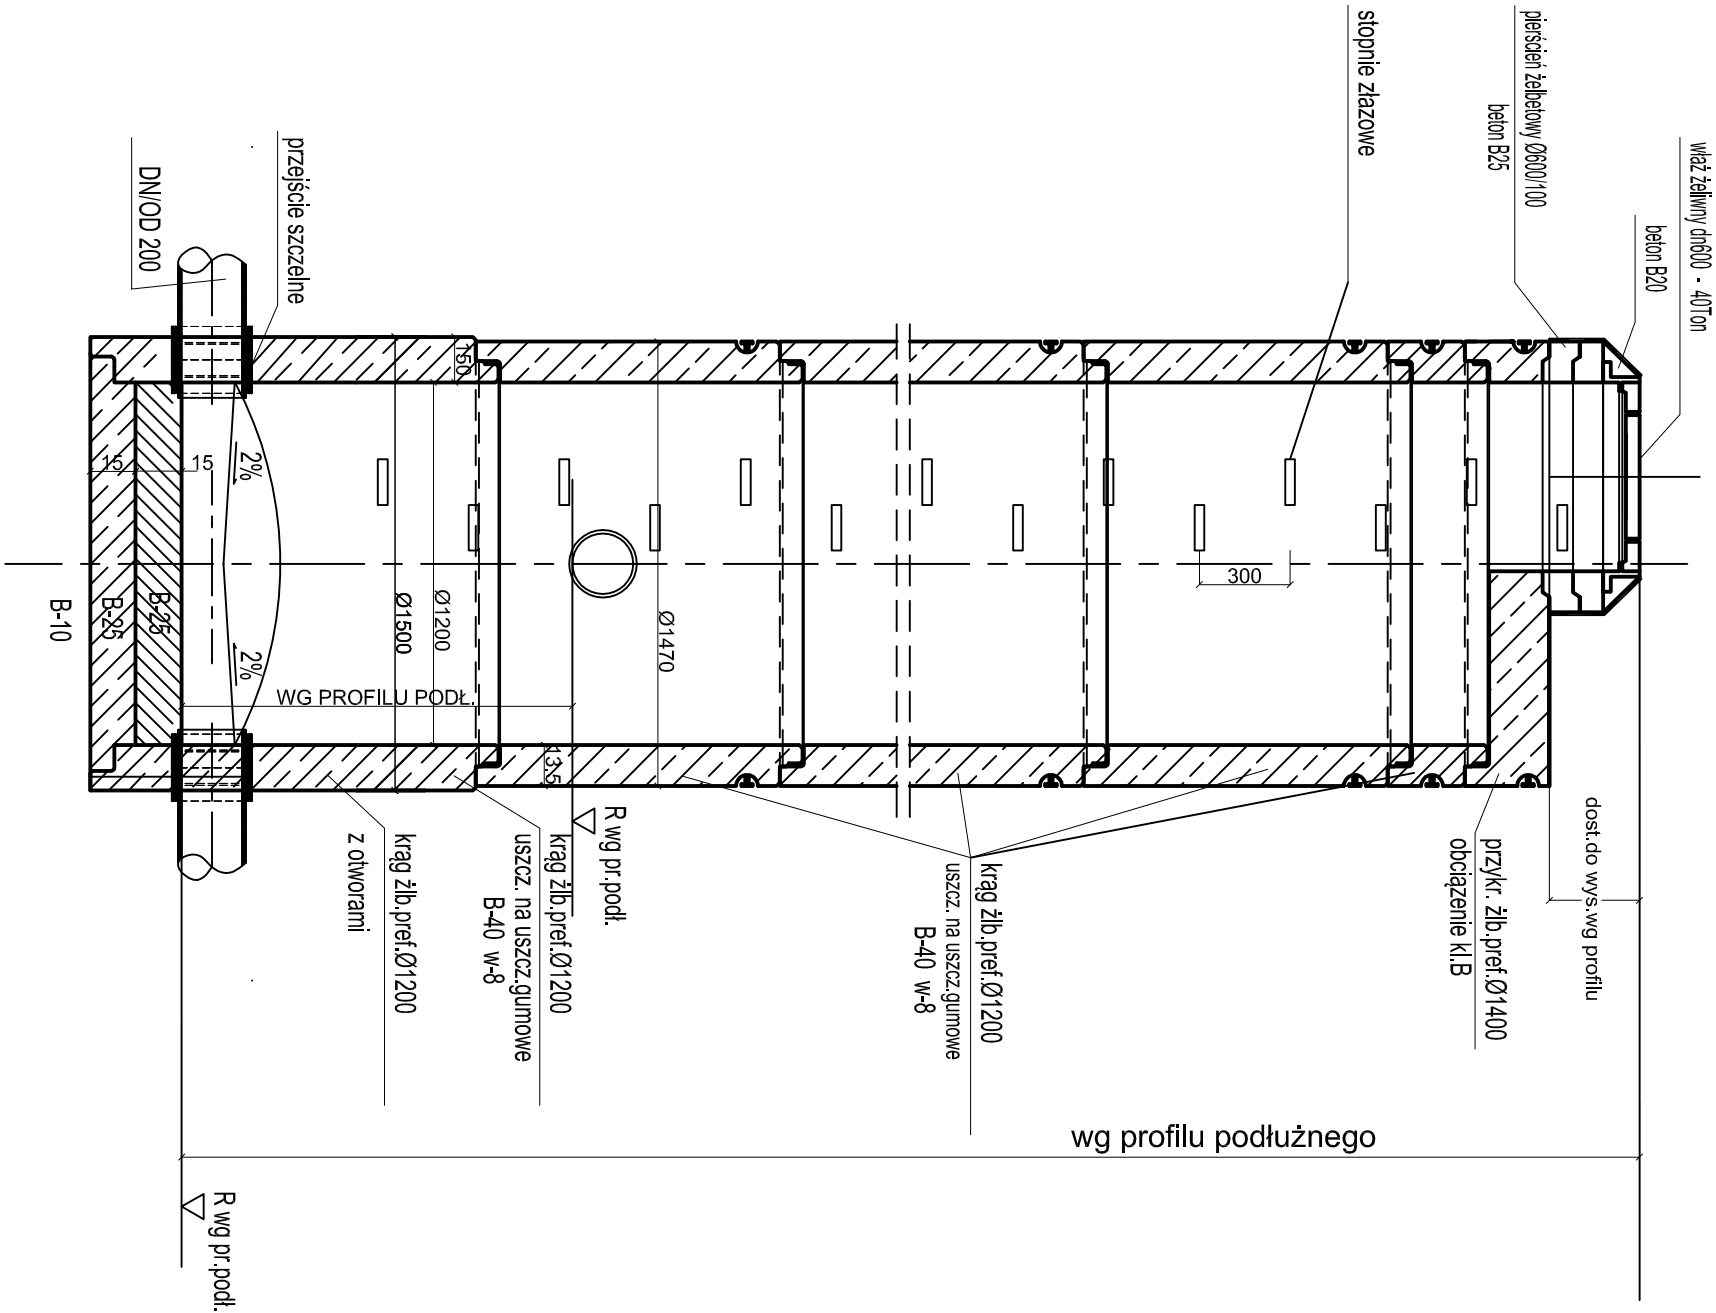 właz żeliwny dn600 - 40Ton
beton B20
pierścień żelbetowy Ø600/100
beton B25
stopnie złazowe
przejście szczelne
DN/OD 200
dost.do wys.wg profilu
przykr. żlb.pref.Ø1400
obciążenie kl.B
300
krąg żlb.pref.Ø1200
uszcz. na uszcz.gumowe
B-40 w-8
Ø1470
R wg pr.podł.
13,5
krąg żlb.pref.Ø1200
uszcz. na uszcz.gumowe
B-40 w-8
150
Ø1200
Ø1500
krąg żlb.pref.Ø1200
z otworami
WG PROFILU PODŁ.
2%
2%
15
15
B-25
B-25
B-10
wg profilu podłużnego
R wg pr.podł.